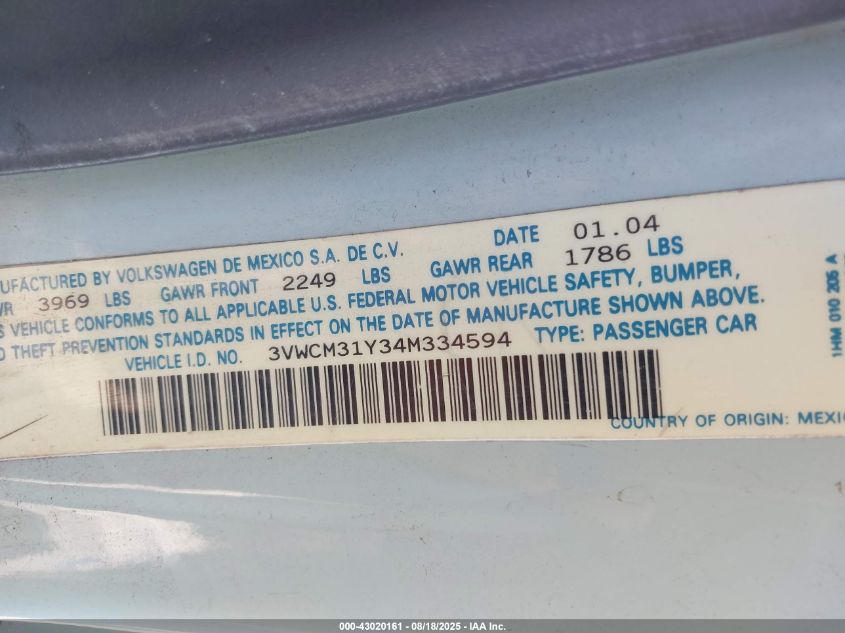 UFACTURED BY VOLKSWAGEN DE MEXICO S.A. DE C.V. DATE 01.04
WR 3969 LBS GAWR FRONT 2249 LBS GAWR REAR 1786 LBS
S VEHICLE CONFORMS TO ALL APPLICABLE U.S. FEDERAL MOTOR VEHICLE SAFETY, BUMPER,
D THEFT PREVENTION STANDARDS IN EFFECT ON THE DATE OF MANUFACTURE SHOWN ABOVE.
VEHICLE I.D. NO. 3VWCM31Y34M334594 TYPE: PASSENGER CAR
COUNTRY OF ORIGIN: MEXIC
1HM 010 205 A
000-43020161 - 08/18/2025 - IAA Inc.